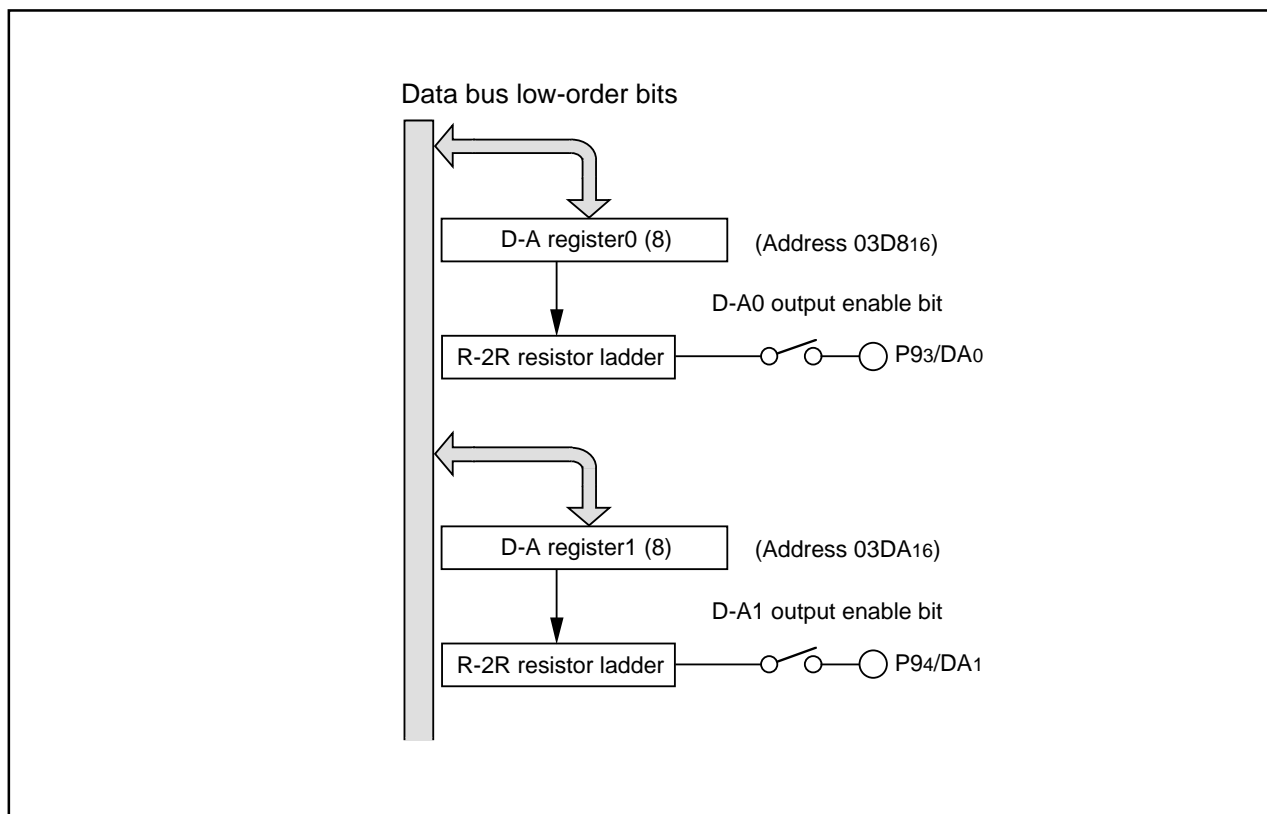 Data bus low-order bits
D-A register0 (8) (Address 03D816)
D-A0 output enable bit
R-2R resistor ladder P93/DA0
D-A register1 (8) (Address 03DA16)
D-A1 output enable bit
R-2R resistor ladder P94/DA1